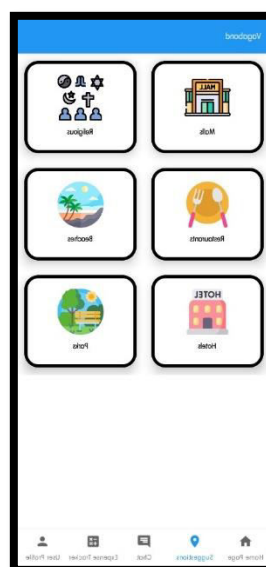 Vagabond
MALL
Malls
Religious
Restaurants
Beaches
HOTEL
Hotels
Parks
Home Page
Suggestions
Chat
Expense Tracker
User Profile